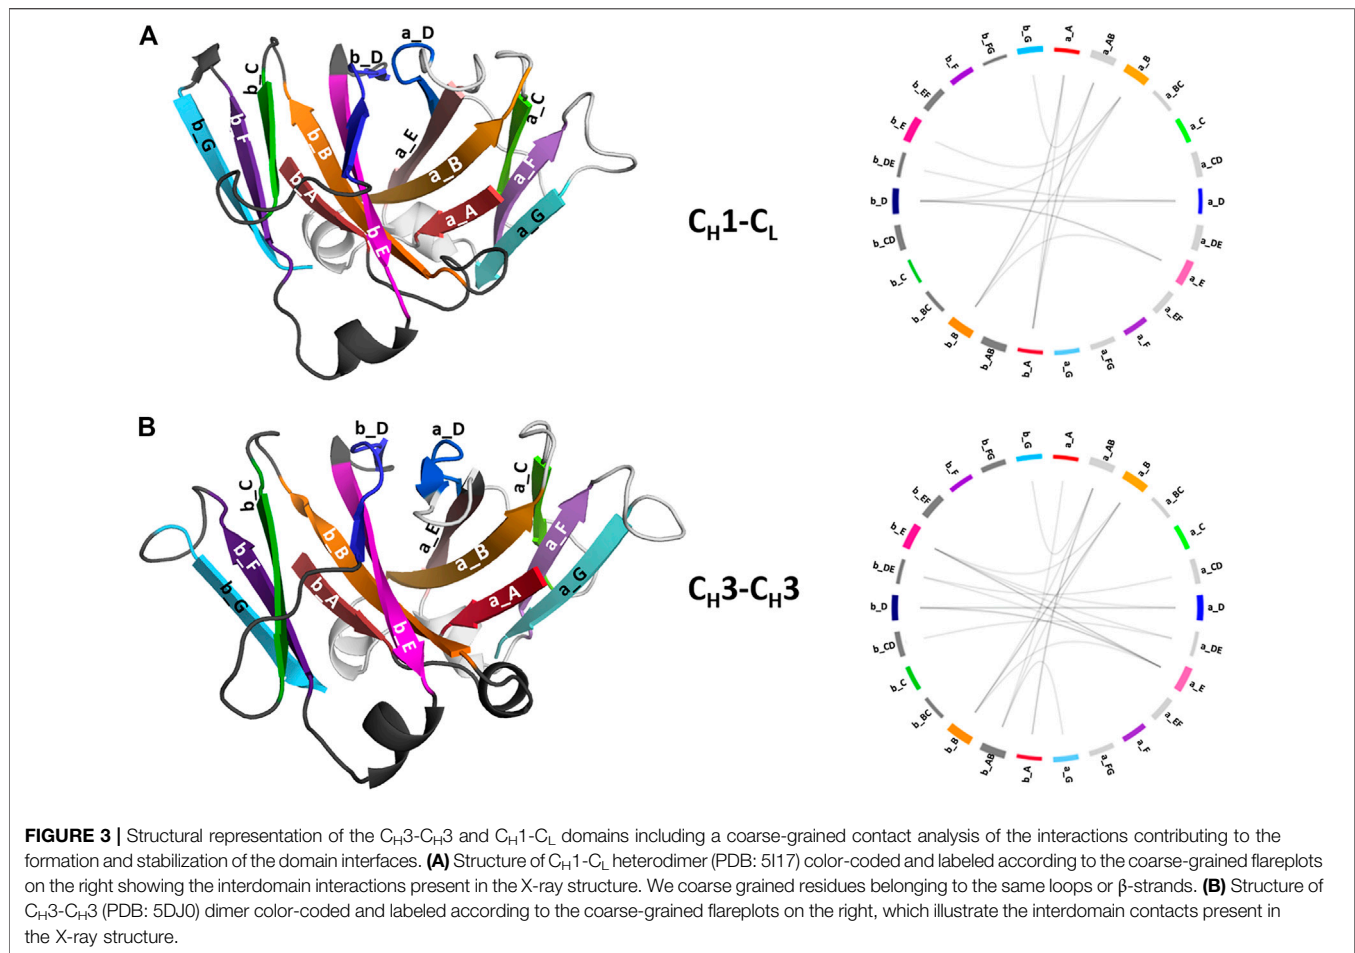 A
b_G
b_F
b_C
b_B
b_A
b_D
a_D
b_E
a_E
a_B
a_C
a_A
a_F
a_G
CH1-CL
b_G
a_A
a_AB
a_B
a_BC
a_C
a_CD
a_D
a_DE
a_E
a_EF
a_F
a_FG
a_G
b_A
b_AB
b_B
b_BC
b_C
b_CD
b_D
b_DE
b_E
b_EF
b_F
b_FG
B
b_G
b_F
b_C
b_B
b_A
b_D
a_D
b_E
a_E
a_B
a_C
a_A
a_F
a_G
CH3-CH3
b_G
a_A
a_AB
a_B
a_BC
a_C
a_CD
a_D
a_DE
a_E
a_EF
a_F
a_FG
a_G
b_A
b_AB
b_B
b_BC
b_C
b_CD
b_D
b_DE
b_E
b_EF
b_F
b_FG
FIGURE 3 | Structural representation of the CH3-CH3 and CH1-CL domains including a coarse-grained contact analysis of the interactions contributing to the
formation and stabilization of the domain interfaces. (A) Structure of CH1-CL heterodimer (PDB: 5I17) color-coded and labeled according to the coarse-grained flareplots
on the right showing the interdomain interactions present in the X-ray structure. We coarse grained residues belonging to the same loops or β-strands. (B) Structure of
CH3-CH3 (PDB: 5DJ0) dimer color-coded and labeled according to the coarse-grained flareplots on the right, which illustrate the interdomain contacts present in
the X-ray structure.